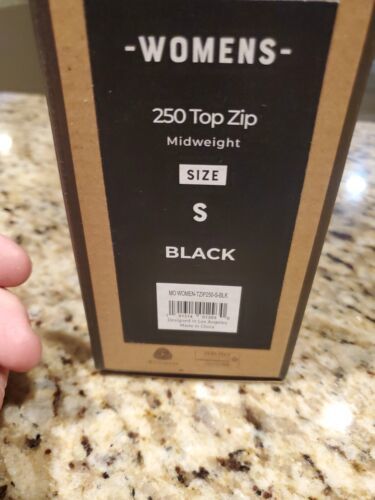 -WOMENS-
250 Top Zip
Midweight
SIZE
S
BLACK
MO-WOMEN-TZIP250-S-BLK
Designed in Los Angeles
Made in China